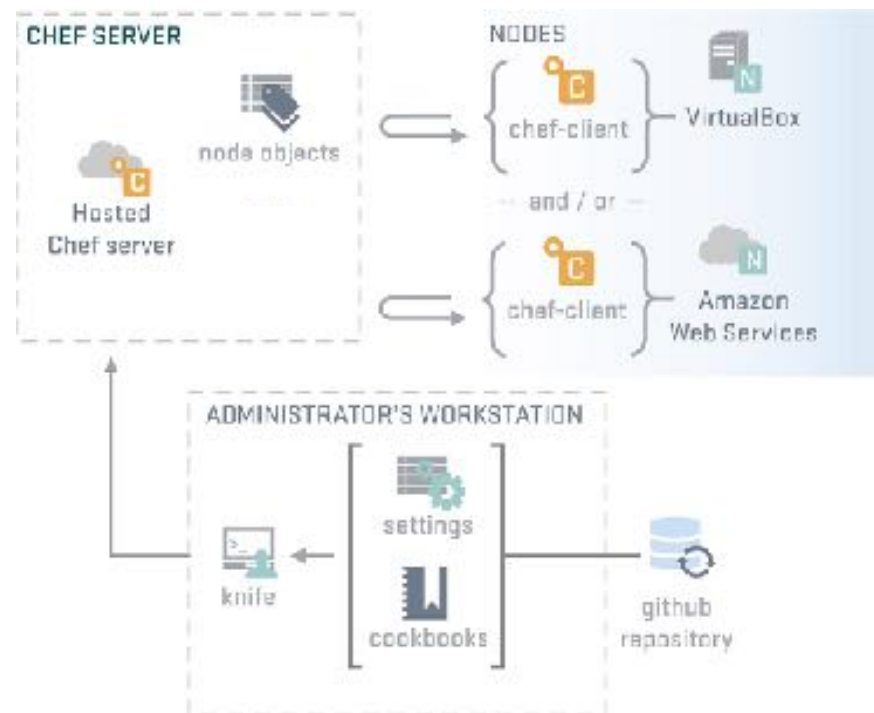 CHEF SERVER
node objects
Hosted
Chef server
NODES
C
chef-client
N
VirtualBox
C
and / or
C
chef-client
N
Amazon
Web Services
ADMINISTRATOR'S WORKSTATION
settings
>_
knife
cookbooks
github
repository